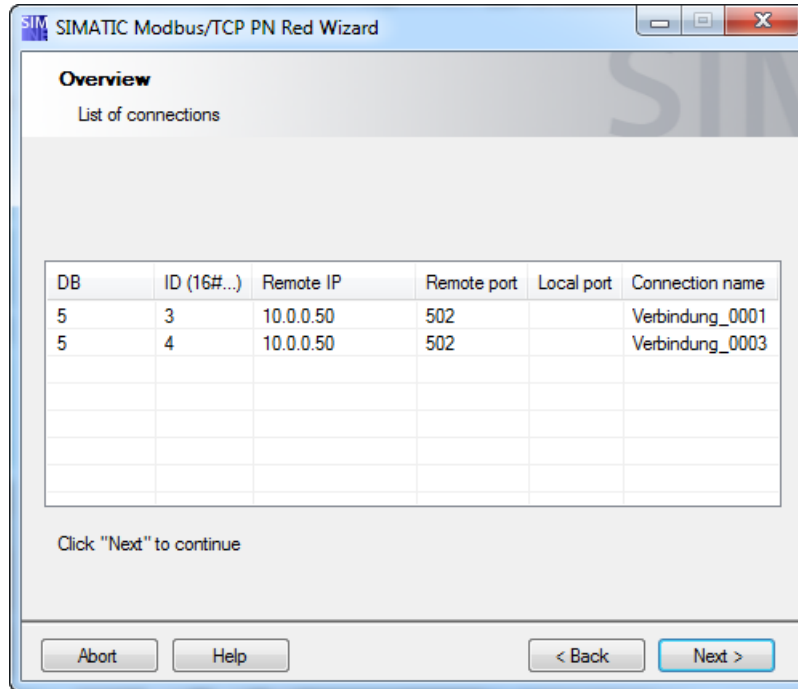 SIMATIC Modbus/TCP PN Red Wizard
Overview
List of connections
DB ID (16#...) Remote IP Remote port Local port Connection name
5 3 10.0.0.50 502 Verbindung_0001
5 4 10.0.0.50 502 Verbindung_0003
Click "Next" to continue
Abort Help < Back Next >